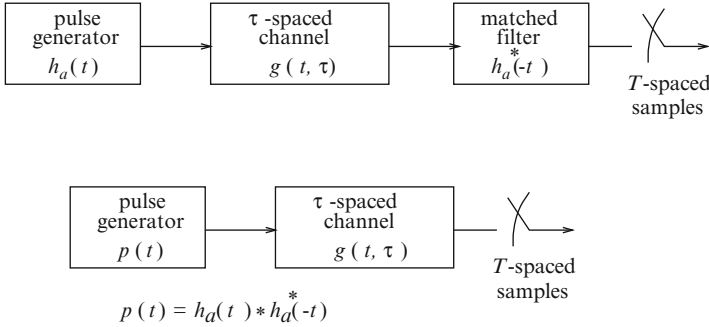 pulse
generator
h_a(t)
τ-spaced
channel
g(t, τ)
matched
filter
h_a^*(-t)
T-spaced
samples
pulse
generator
p(t)
τ-spaced
channel
g(t, τ)
T-spaced
samples
p(t) = h_a(t) * h_a^*(-t)